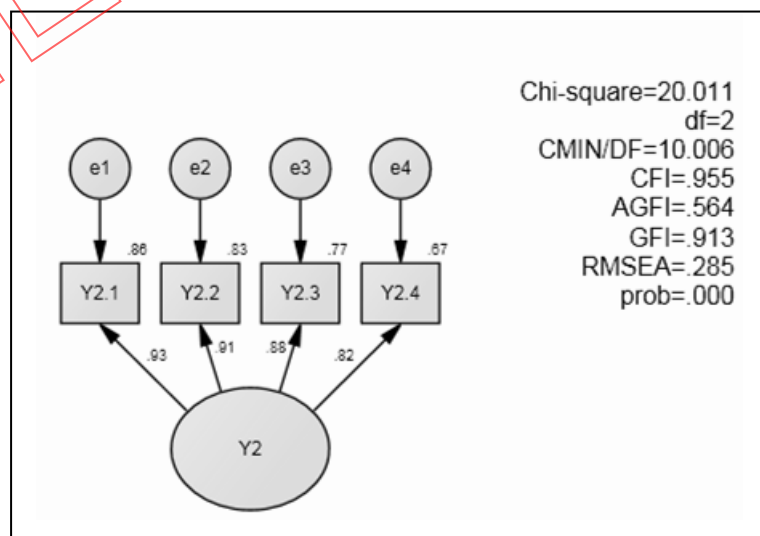 Chi-square=20.011
df=2
CMIN/DF=10.006
CFI=.955
AGFI=.564
GFI=.913
RMSEA=.285
prob=.000
e1 e2 e3 e4
.86 .83 .77 .67
Y2.1 Y2.2 Y2.3 Y2.4
.93 .91 .88 .82
Y2